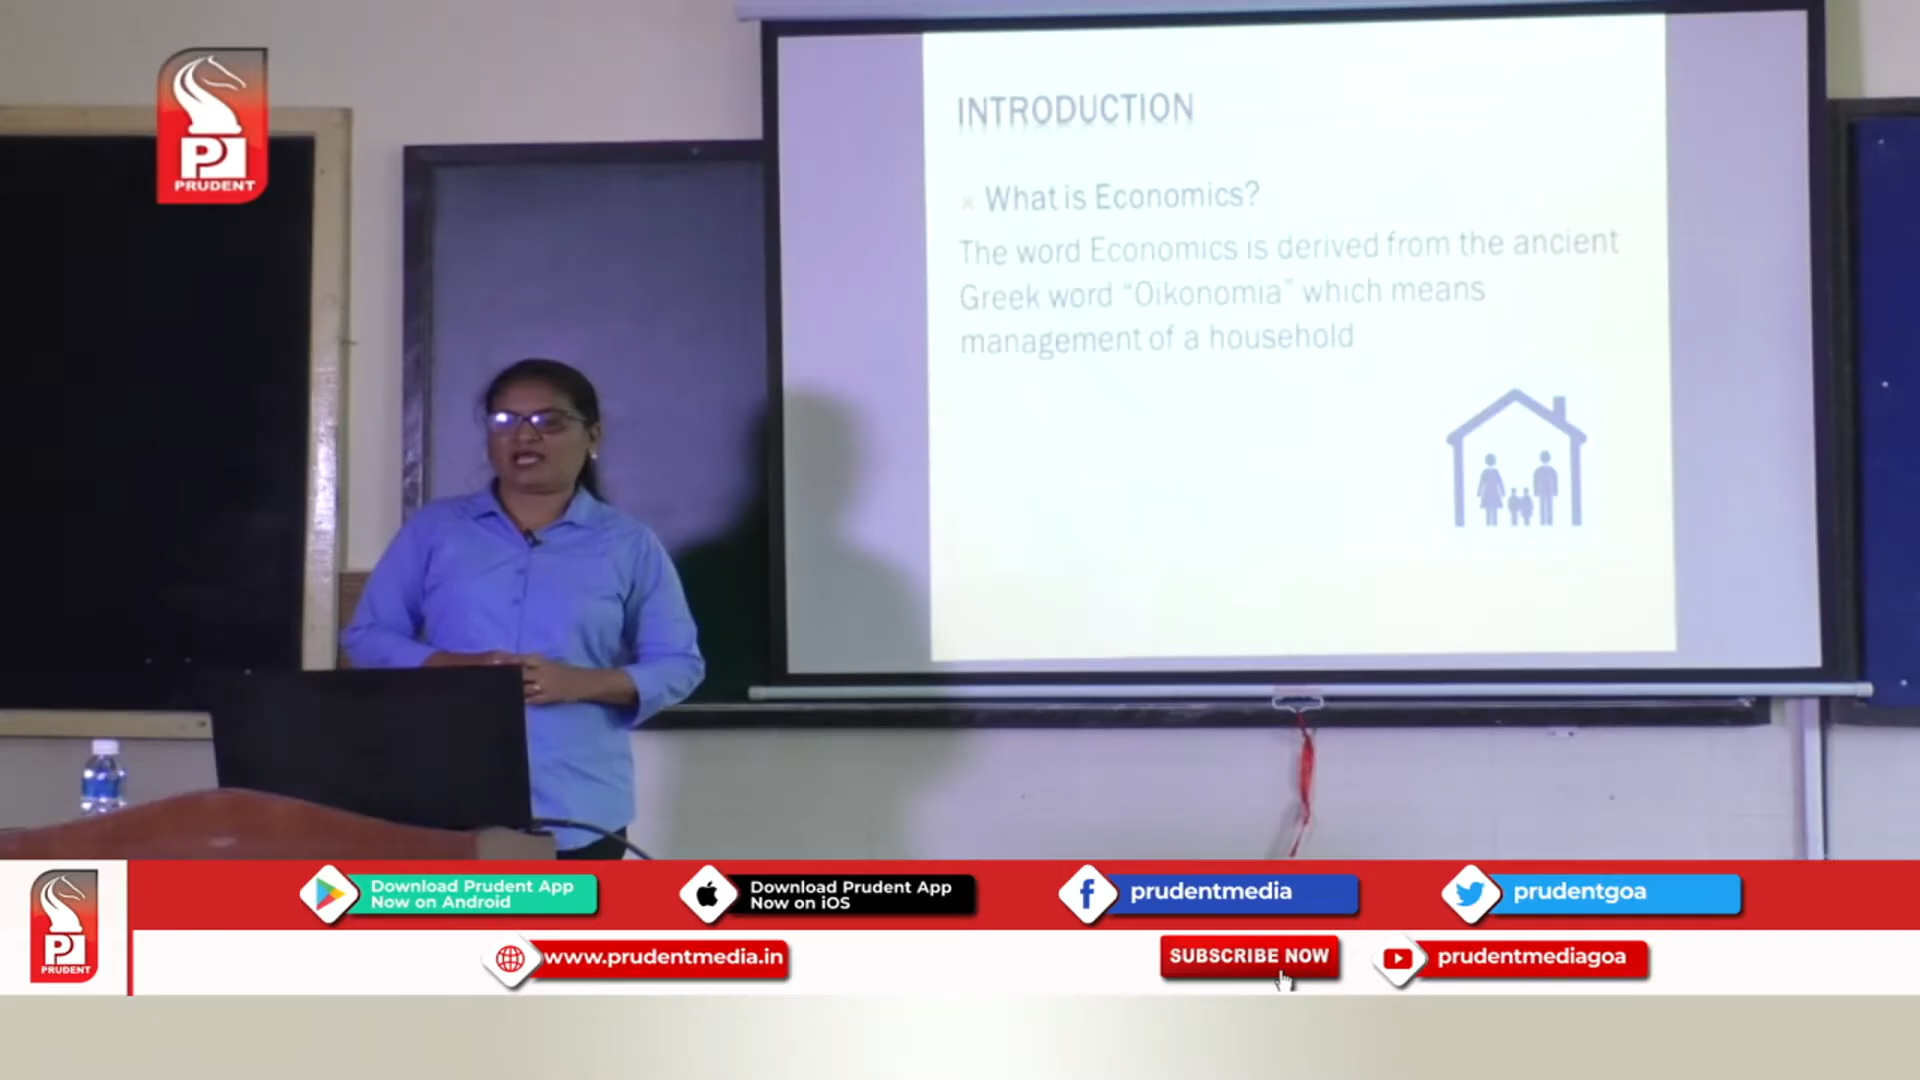 PRUDENT
INTRODUCTION
What is Economics?
The word Economics is derived from the ancient
Greek word “Oikonomia” which means
management of a household
Download Prudent App
Now on Android
Download Prudent App
Now on iOS
prudentmedia
prudentgoa
PRUDENT
www.prudentmedia.in
SUBSCRIBE NOW
prudentmediagoa